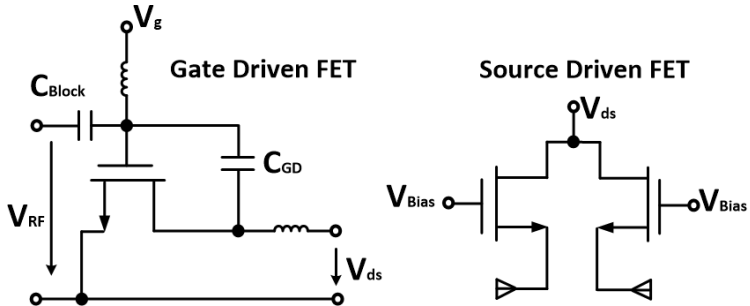 Vg
Gate Driven FET
Source Driven FET
CBlock
Vds
CGD
VBias
VBias
VRF
Vds